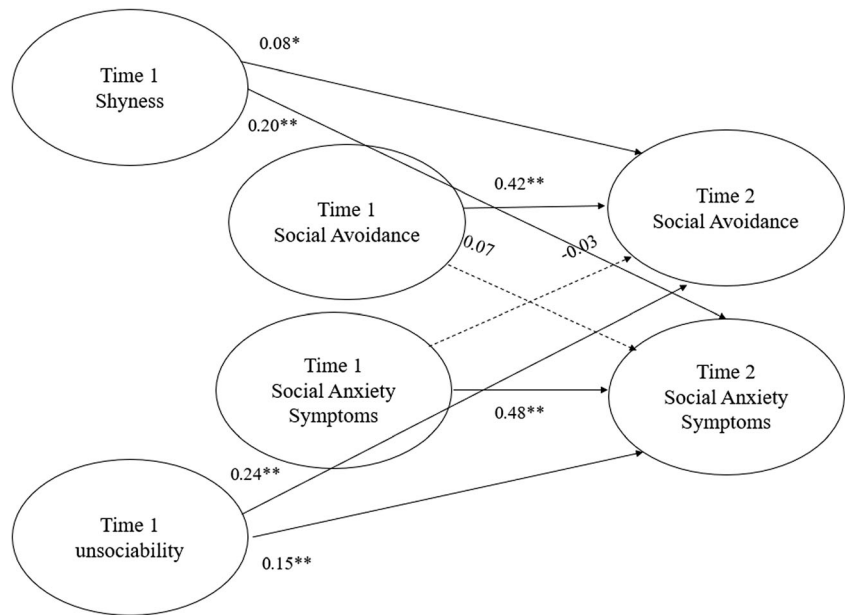 0.08*
Time 1
Shyness
0.20**
0.42**
Time 2
Social Avoidance
Time 1
Social Avoidance
0.07
-0.03
Time 1
Social Anxiety
Symptoms
Time 2
Social Anxiety
Symptoms
0.48**
0.24**
Time 1
unsociability
0.15**